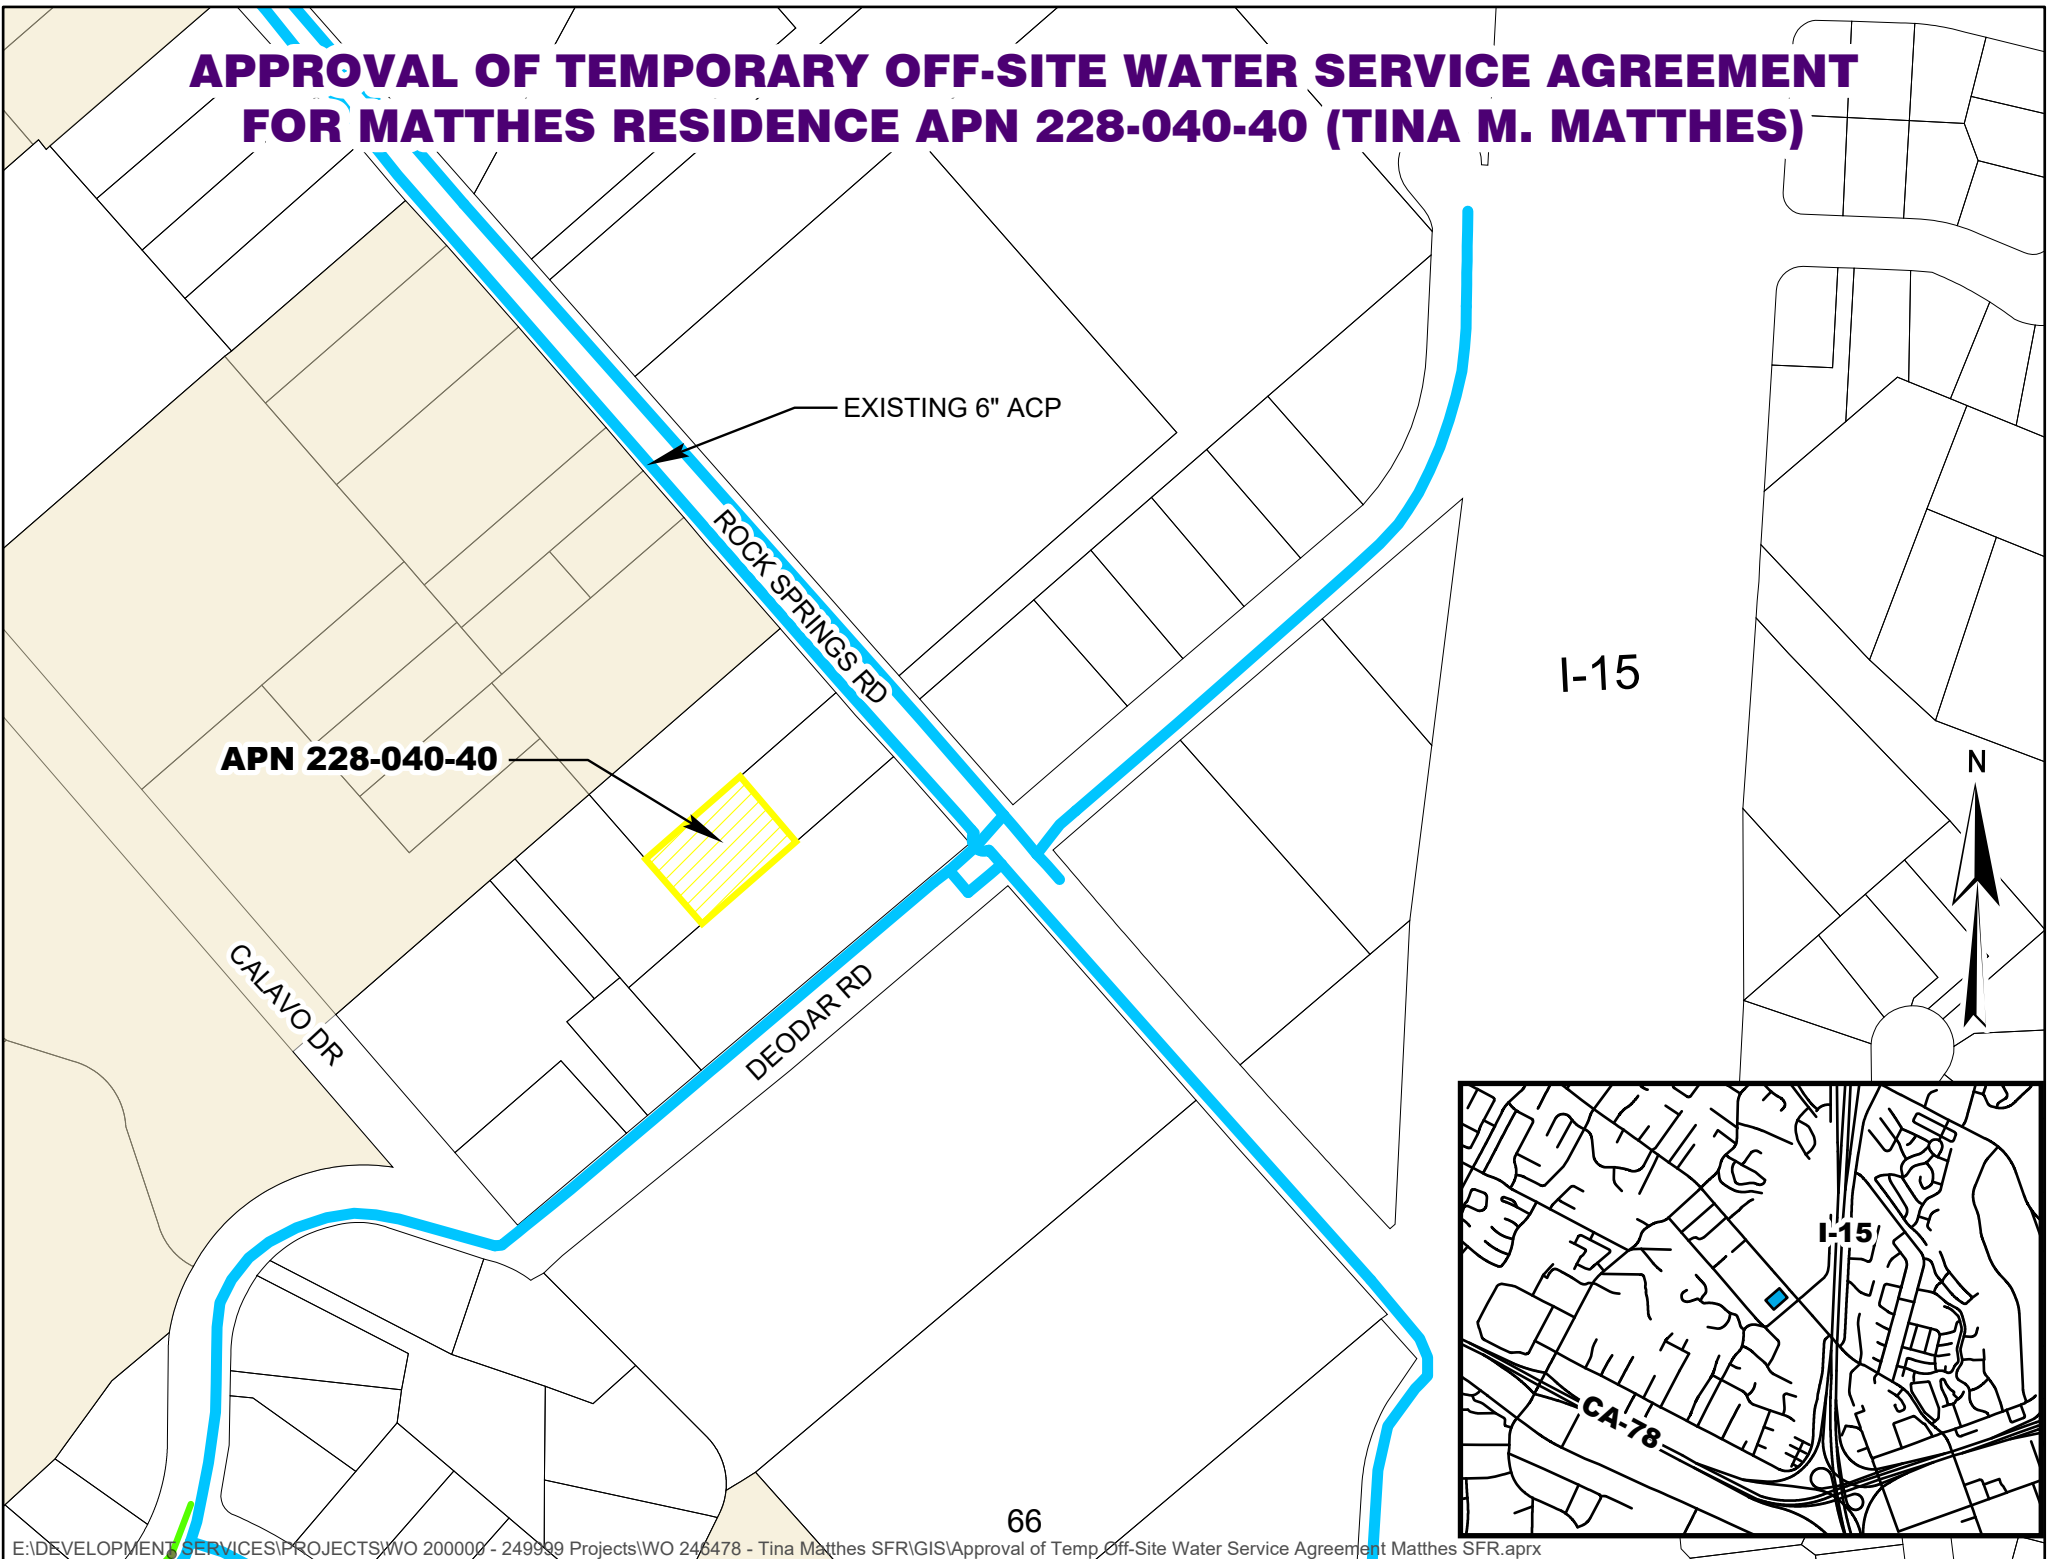 APPROVAL OF TEMPORARY OFF-SITE WATER SERVICE AGREEMENT
FOR MATTHES RESIDENCE APN 228-040-40 (TINA M. MATTHES)
EXISTING 6" ACP
ROCK SPRINGS RD
I-15
APN 228-040-40
N
CALAVO DR
DEODAR RD
I-15
CA-78
66
E:\DEVELOPMENT SERVICES\PROJECTS\WO 200000 - 249999 Projects\WO 246478 - Tina Matthes SFR\GIS\Approval of Temp Off-Site Water Service Agreement Matthes SFR.aprx